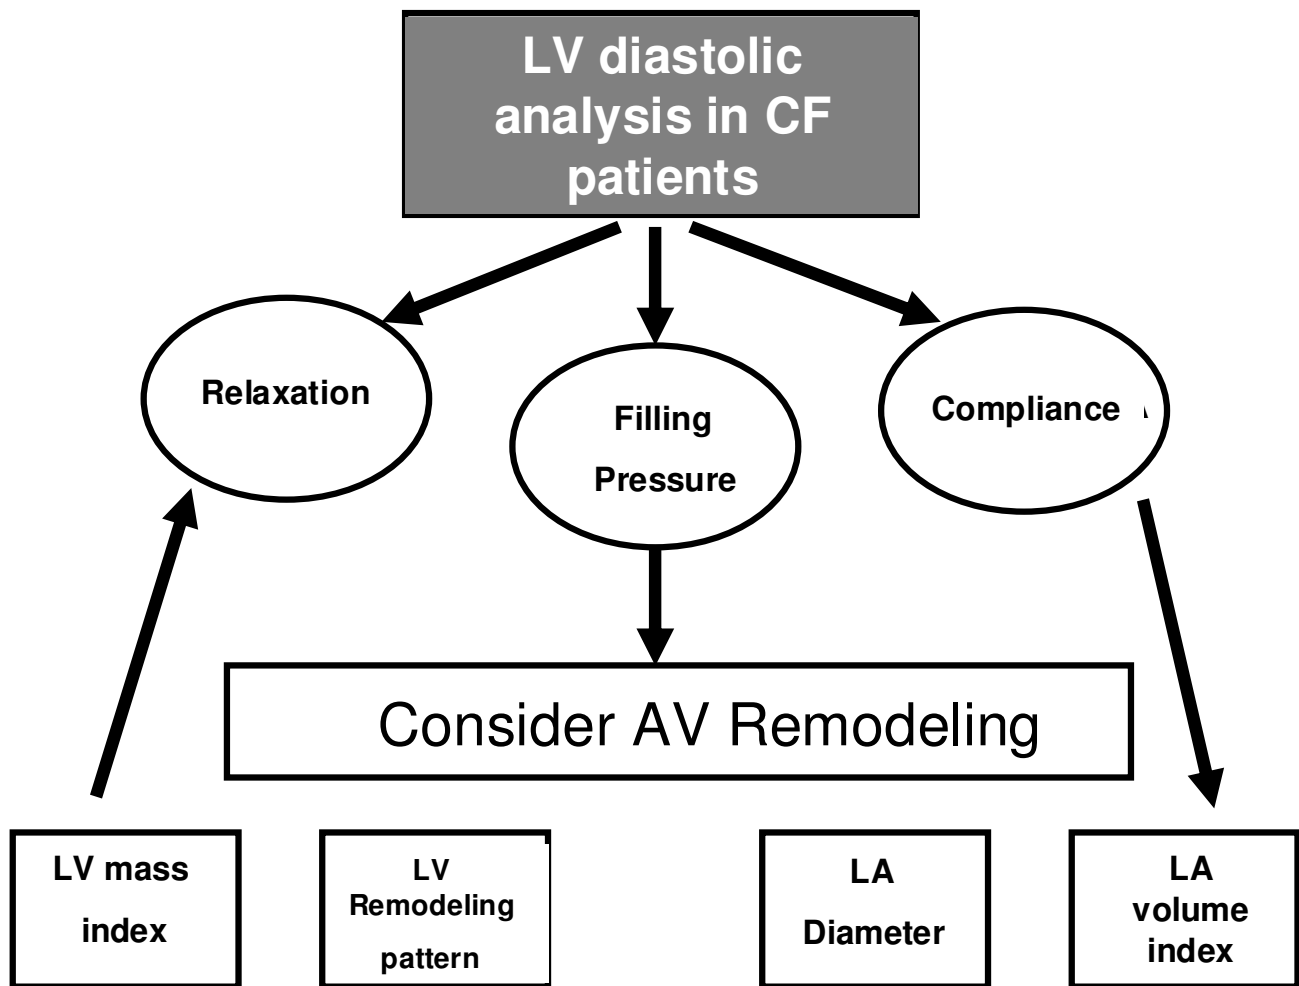 LV diastolic
analysis in CF
patients
Relaxation
Filling
Pressure
Compliance
Consider AV Remodeling
LV mass
index
LV
Remodeling
pattern
LA
Diameter
LA
volume
index